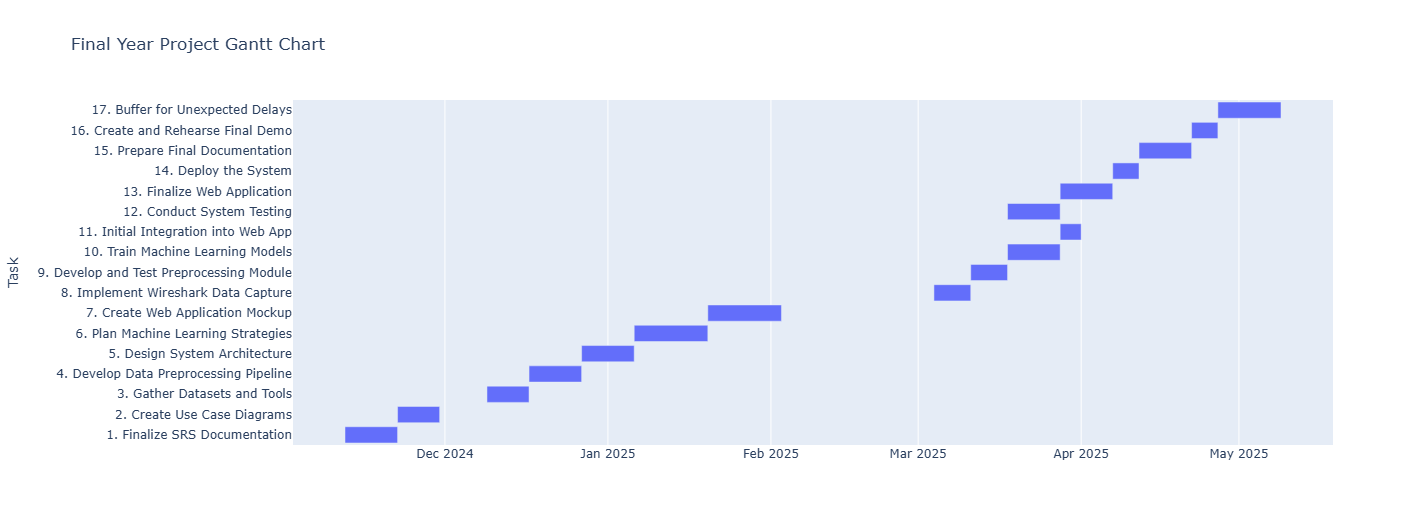 Final Year Project Gantt Chart
Task
17. Buffer for Unexpected Delays
16. Create and Rehearse Final Demo
15. Prepare Final Documentation
14. Deploy the System
13. Finalize Web Application
12. Conduct System Testing
11. Initial Integration into Web App
10. Train Machine Learning Models
9. Develop and Test Preprocessing Module
8. Implement Wireshark Data Capture
7. Create Web Application Mockup
6. Plan Machine Learning Strategies
5. Design System Architecture
4. Develop Data Preprocessing Pipeline
3. Gather Datasets and Tools
2. Create Use Case Diagrams
1. Finalize SRS Documentation
Dec 2024 Jan 2025 Feb 2025 Mar 2025 Apr 2025 May 2025